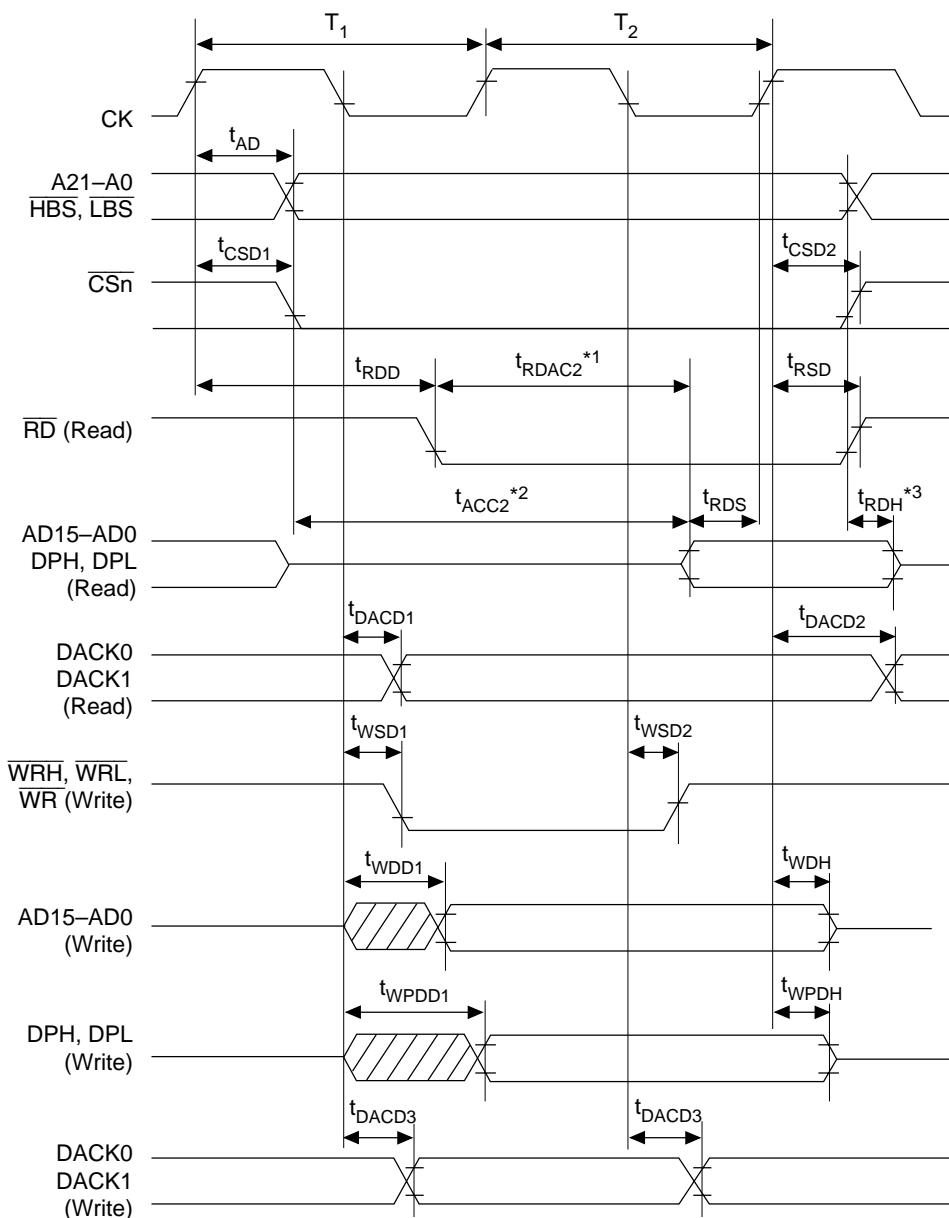 T1 T2
CK
tAD
A21–A0
HBS, LBS
tCSD1 tCSD2
CSn
tRDD tRDAC2*1 tRSD
RD (Read)
tACC2*2 tRDS tRDH*3
AD15–AD0
DPH, DPL
(Read)
tDACD1 tDACD2
DACK0
DACK1
(Read)
tWSD1 tWSD2
WRH, WRL,
WR (Write)
tWDD1 tWDH
AD15–AD0
(Write)
tWPDD1 tWPDH
DPH, DPL
(Write)
tDACD3 tDACD3
DACK0
DACK1
(Write)